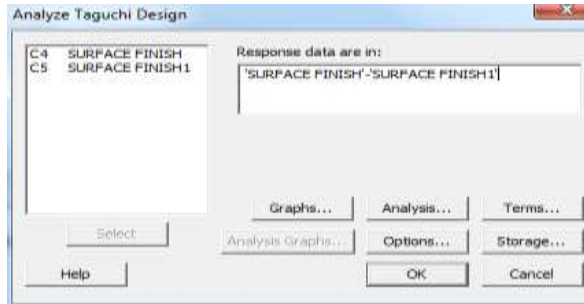 Analyze Taguchi Design
C4 SURFACE FINISH
C5 SURFACE FINISH1
Response data are in:
'SURFACE FINISH'-'SURFACE FINISH1'
Graphs...
Analysis...
Terms...
Select
Analysis Graphs...
Options...
Storage...
Help
OK
Cancel